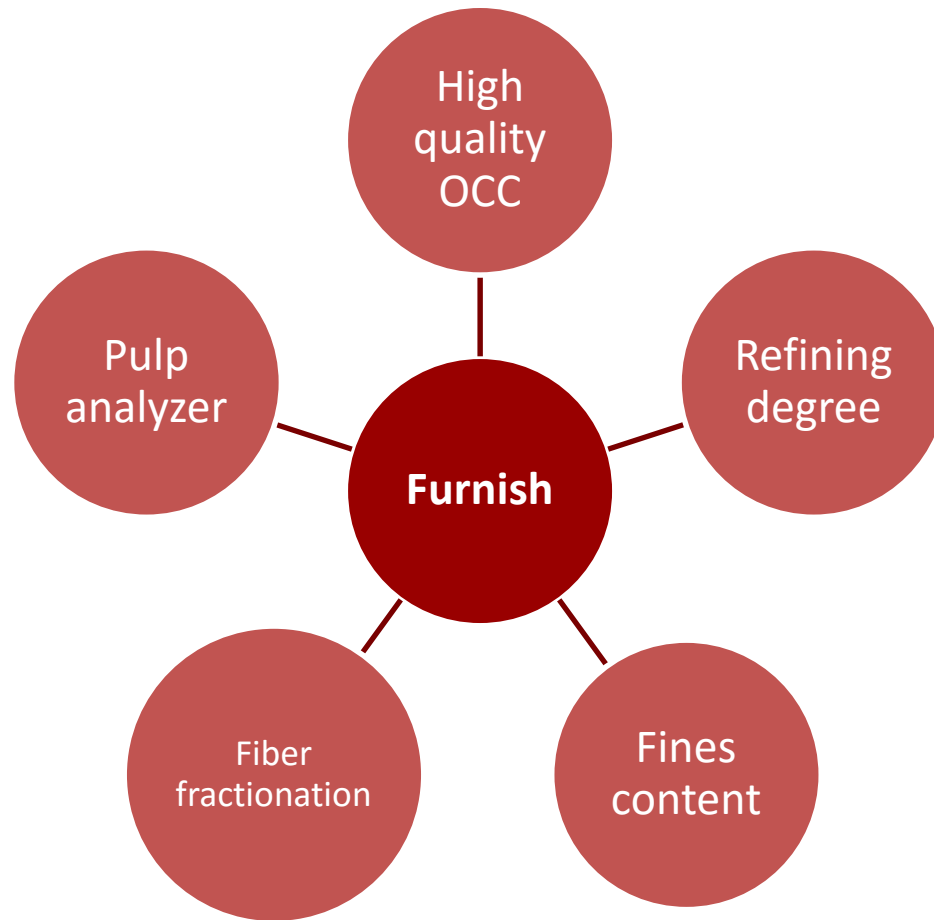 High
quality
OCC
Pulp
analyzer
Refining
degree
Furnish
Fiber
fractionation
Fines
content